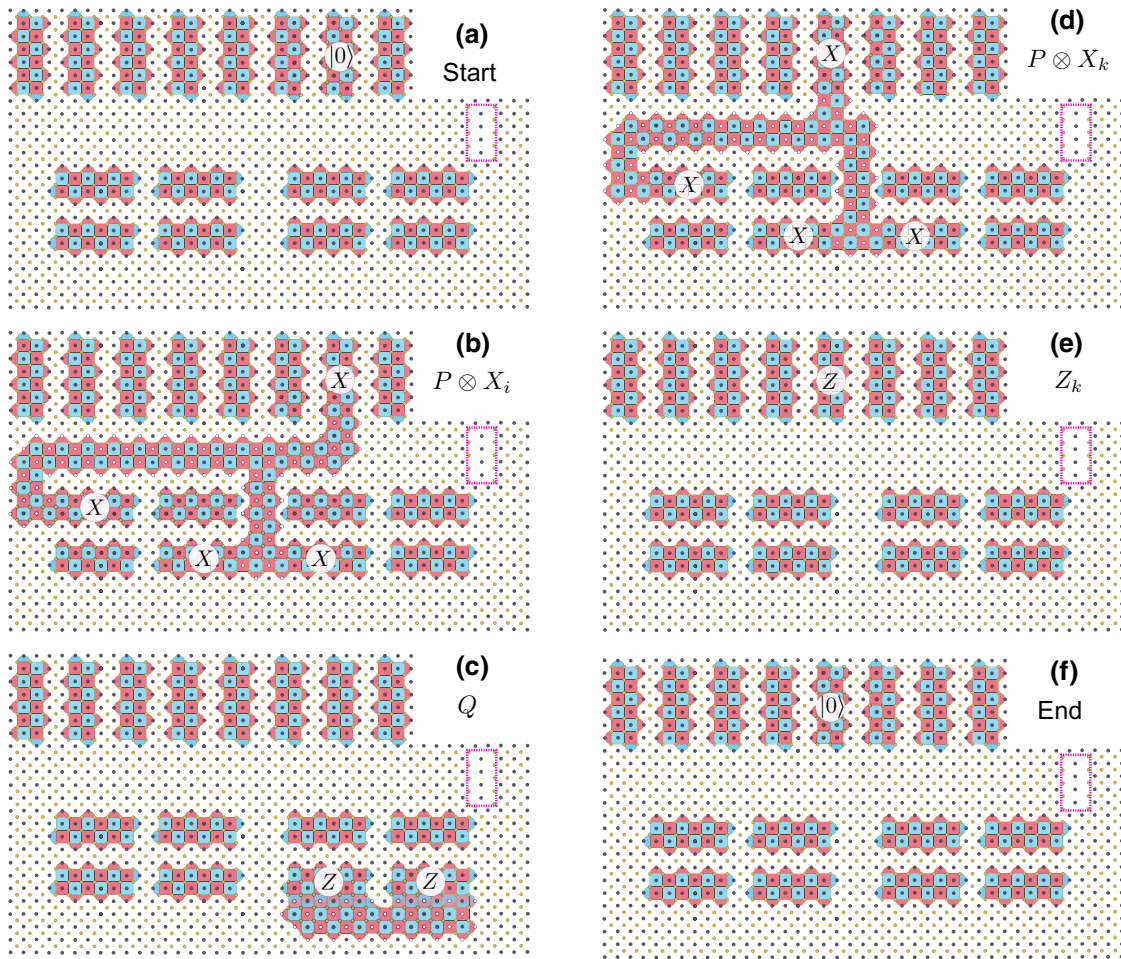 (a)
Start
|0⟩
(b)
P ⊗ X_i
X
X
X
X
(c)
Q
Z
Z
(d)
P ⊗ X_k
X
X
X
X
(e)
Z_k
Z
(f)
End
|0⟩